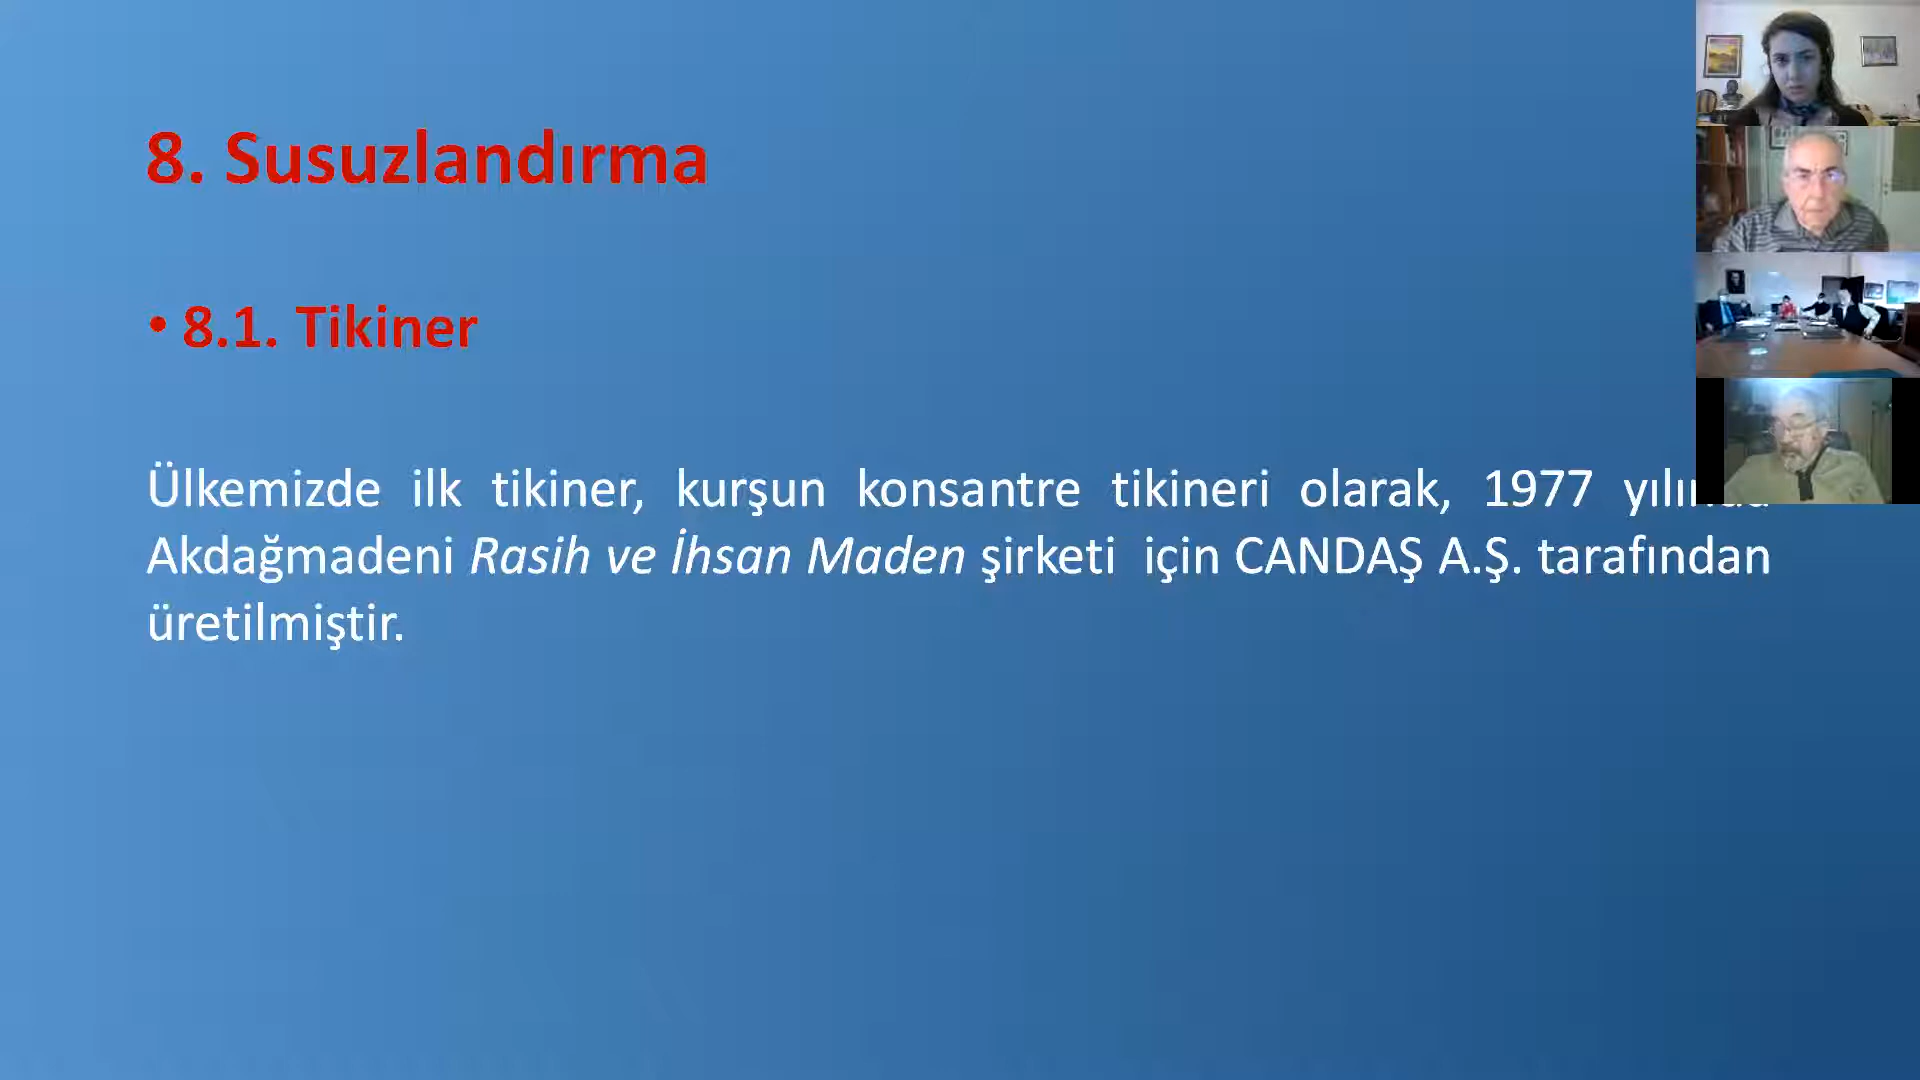 8. Susuzlandırma
• 8.1. Tikiner
Ülkemizde ilk tikiner, kurşun konsantre tikineri olarak, 1977
Akdağmadeni Rasih ve İhsan Maden şirketi için CANDAŞ A.Ş. tarafından
üretilmiştir.